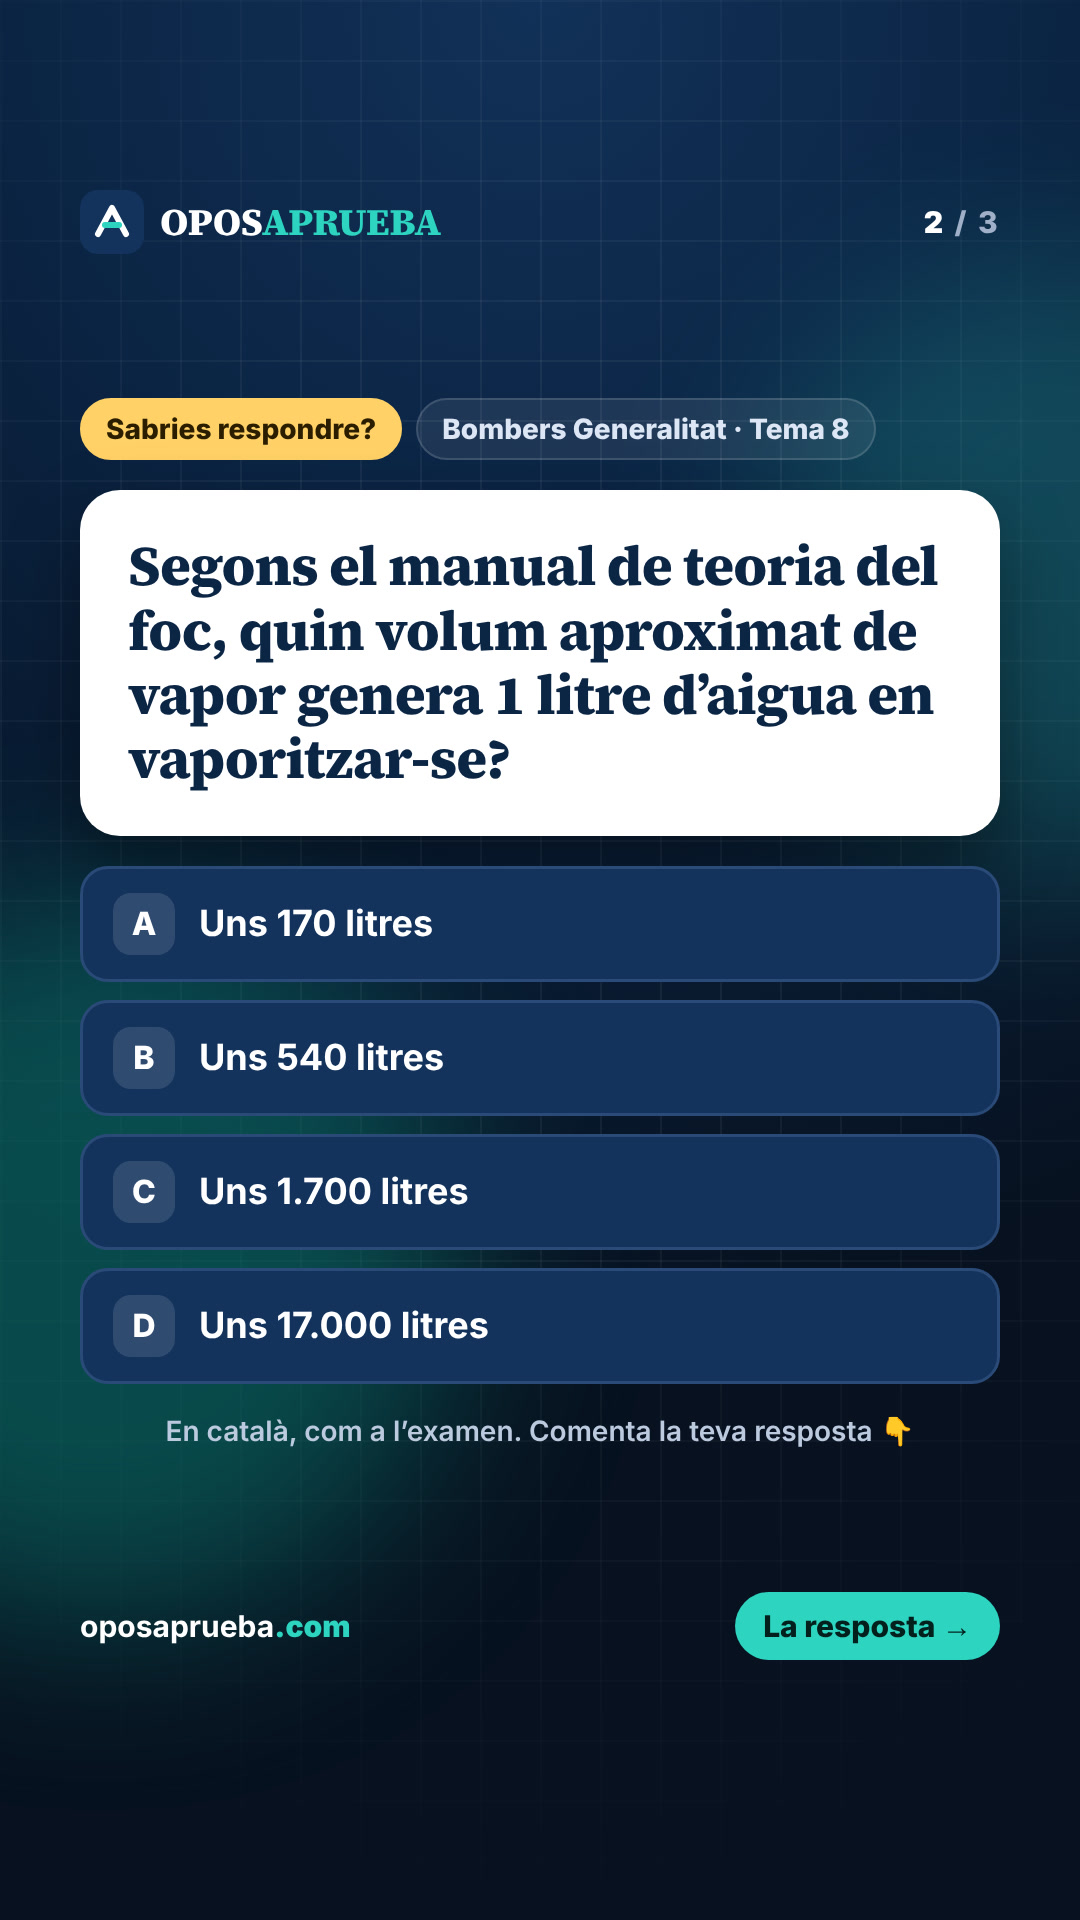 OPOSAPRUEBA
2 / 3
Sabries respondre?
Bombers Generalitat · Tema 8
Segons el manual de teoria del
foc, quin volum aproximat de
vapor genera 1 litre d’aigua en
vaporitzar-se?
A Uns 170 litres
B Uns 540 litres
C Uns 1.700 litres
D Uns 17.000 litres
En català, com a l’examen. Comenta la teva resposta 👇
oposaprueba.com
La resposta →